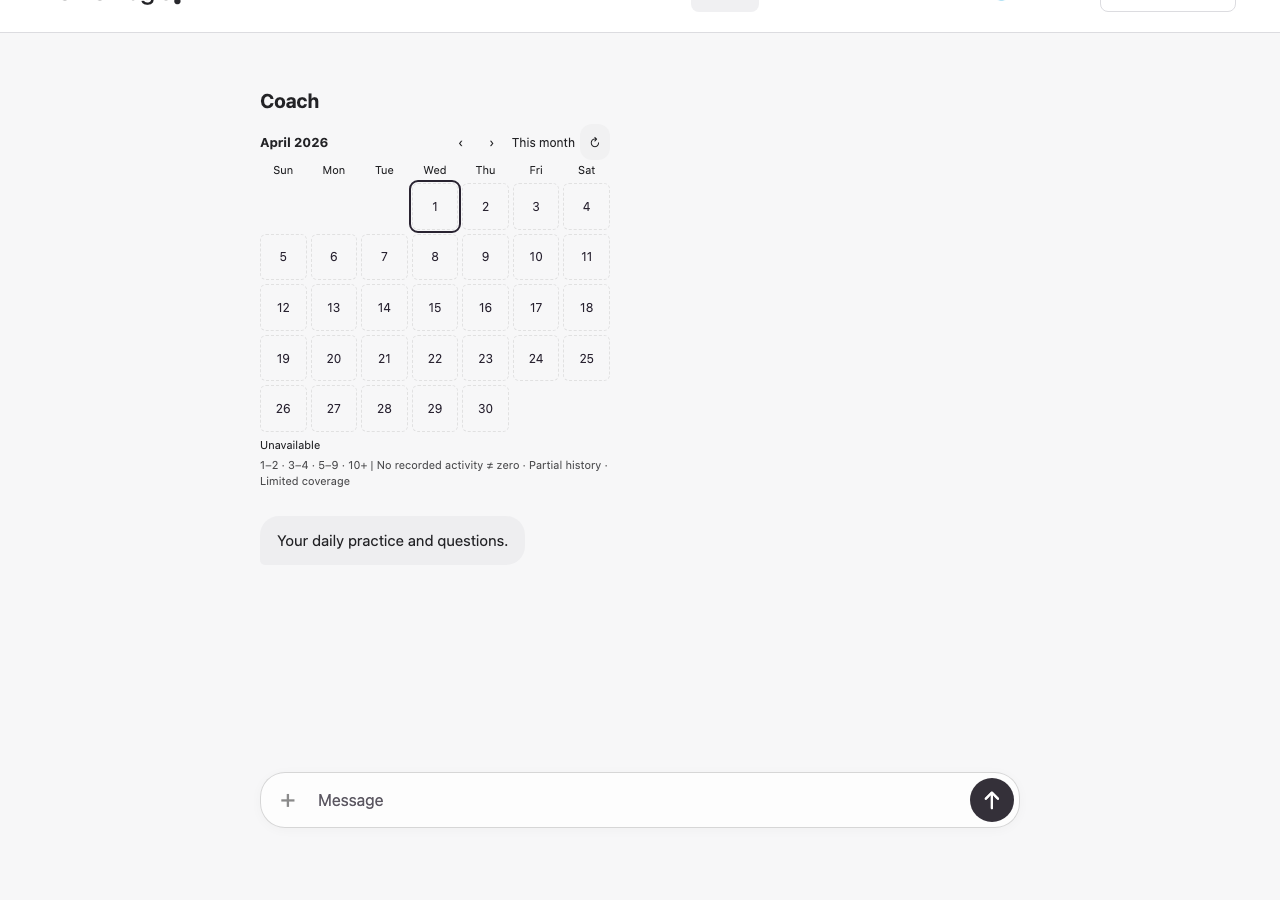 Coach
April 2026 ‹ › This month ↻
Sun Mon Tue Wed Thu Fri Sat
1 2 3 4
5 6 7 8 9 10 11
12 13 14 15 16 17 18
19 20 21 22 23 24 25
26 27 28 29 30
Unavailable
1–2 · 3–4 · 5–9 · 10+ | No recorded activity ≠ zero · Partial history ·
Limited coverage
Your daily practice and questions.
Message